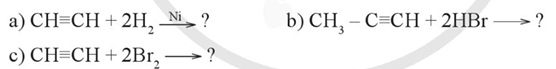 a) CH≡CH + 2H₂ —Ni→ ?    b) CH₃ – C≡CH + 2HBr ⟶ ?
c) CH≡CH + 2Br₂ ⟶ ?